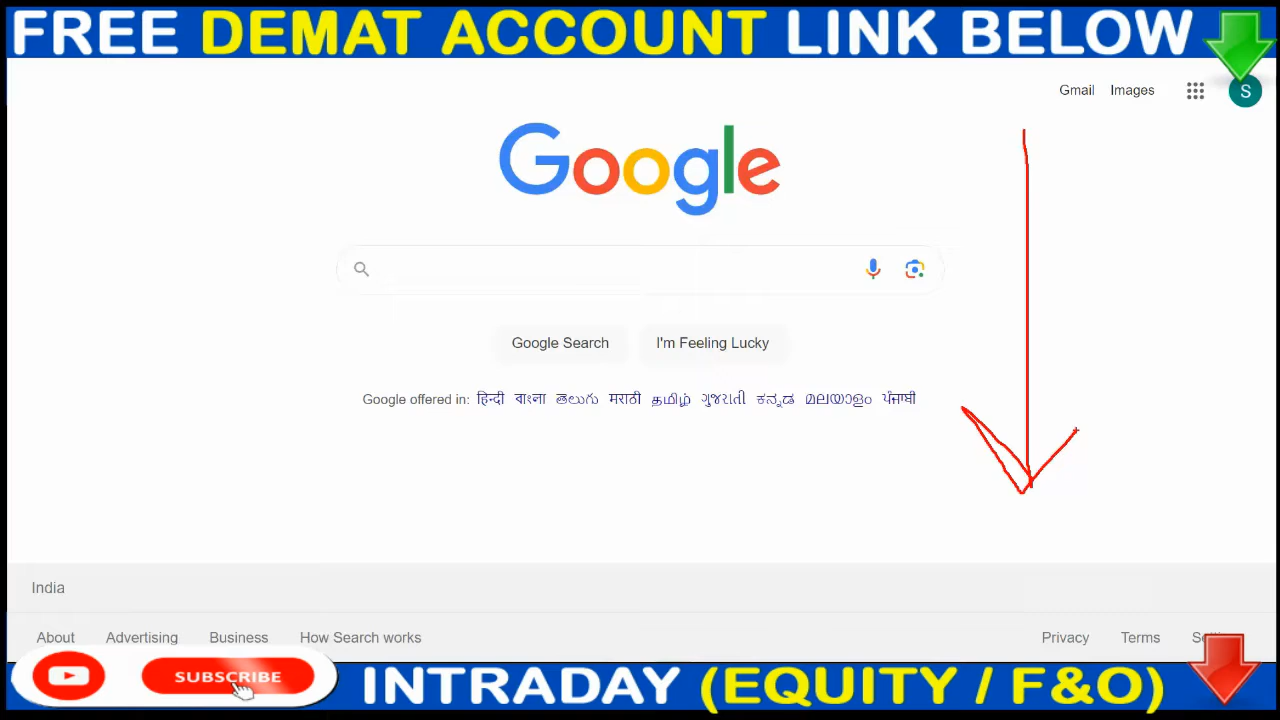 FREE DEMAT ACCOUNT LINK BELOW
Gmail Images
S
Google
Google Search I'm Feeling Lucky
Google offered in: हिन्दी বাংলা తెలుగు मराठी தமிழ் ગુજરાતી ಕನ್ನಡ മലയാളം ਪੰਜਾਬੀ
India
About Advertising Business How Search works Privacy Terms
SUBSCRIBE
INTRADAY (EQUITY / F&O)